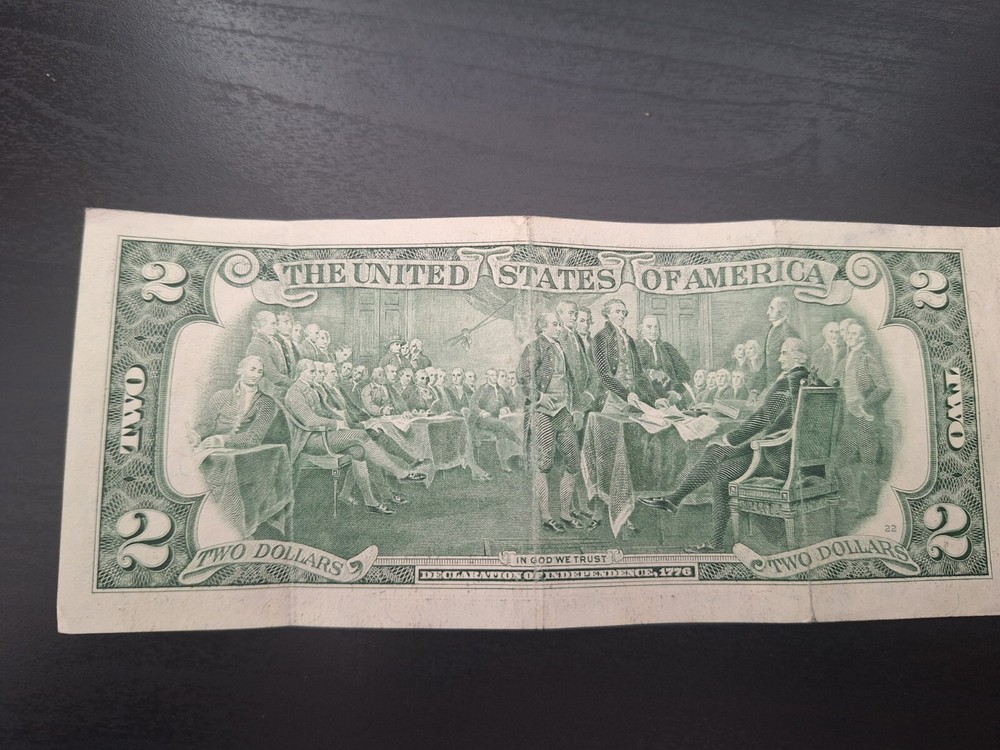 THE UNITED STATES OF AMERICA
2
2
TWO
TWO
2
22
2
TWO DOLLARS
IN GOD WE TRUST
TWO DOLLARS
DECLARATION OF INDEPENDENCE, 1776